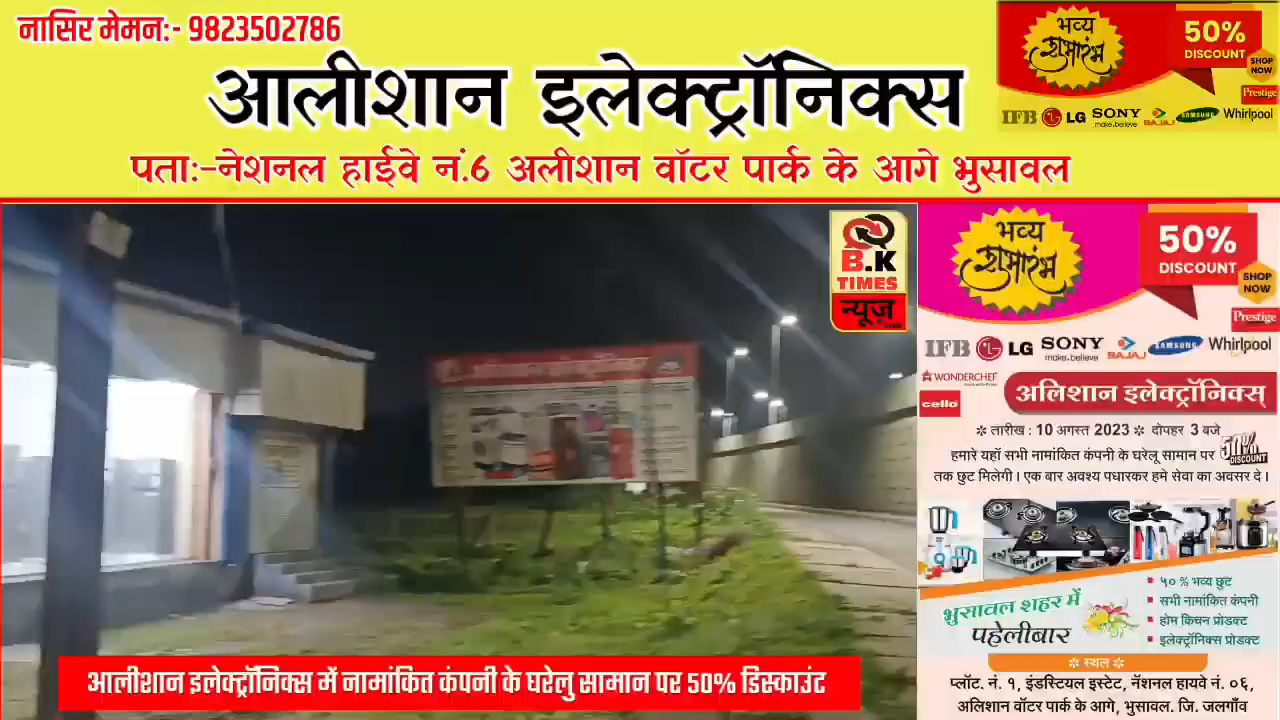 नासिर मेमन:- 9823502786
आलीशान इलेक्ट्रॉनिक्स
पता:-नेशनल हाईवे नं.6 अलीशान वॉटर पार्क के आगे भुसावल
भव्य
शुभारंभ
50%
DISCOUNT
SHOP
NOW
Prestige
IFB LG SONY BAJAJ SAMSUNG Whirlpool
make.believe
B.K
TIMES
न्यूज़
भव्य
शुभारंभ
50%
DISCOUNT
SHOP
NOW
Prestige
IFB LG SONY BAJAJ SAMSUNG Whirlpool
make.believe
WONDERCHEF
cello
अलिशान इलेक्ट्रॉनिक्स्
तारीख : 10 अगस्त 2023 दोपहर 3 बजे
हमारे यहाँ सभी नामांकित कंपनी के घरेलू सामान पर 50% DISCOUNT
तक छुट मिलेगी। एक बार अवश्य पधारकर हमे सेवा का अवसर दे।
५० % भव्य छुट
सभी नामांकित कंपनी
होम किचन प्रोडक्ट
इलेक्ट्रॉनिक्स प्रोडक्ट
भुसावल शहर में
पहेलीबार
स्थल
प्लॉट. नं. १, इंडस्टियल इस्टेट, नॅशनल हायवे नं. ०६,
अलिशान वॉटर पार्क के आगे, भुसावल. जि. जलगाँव
आलीशान इलेक्ट्रॉनिक्स में नामांकित कंपनी के घरेलु सामान पर 50% डिस्काउंट